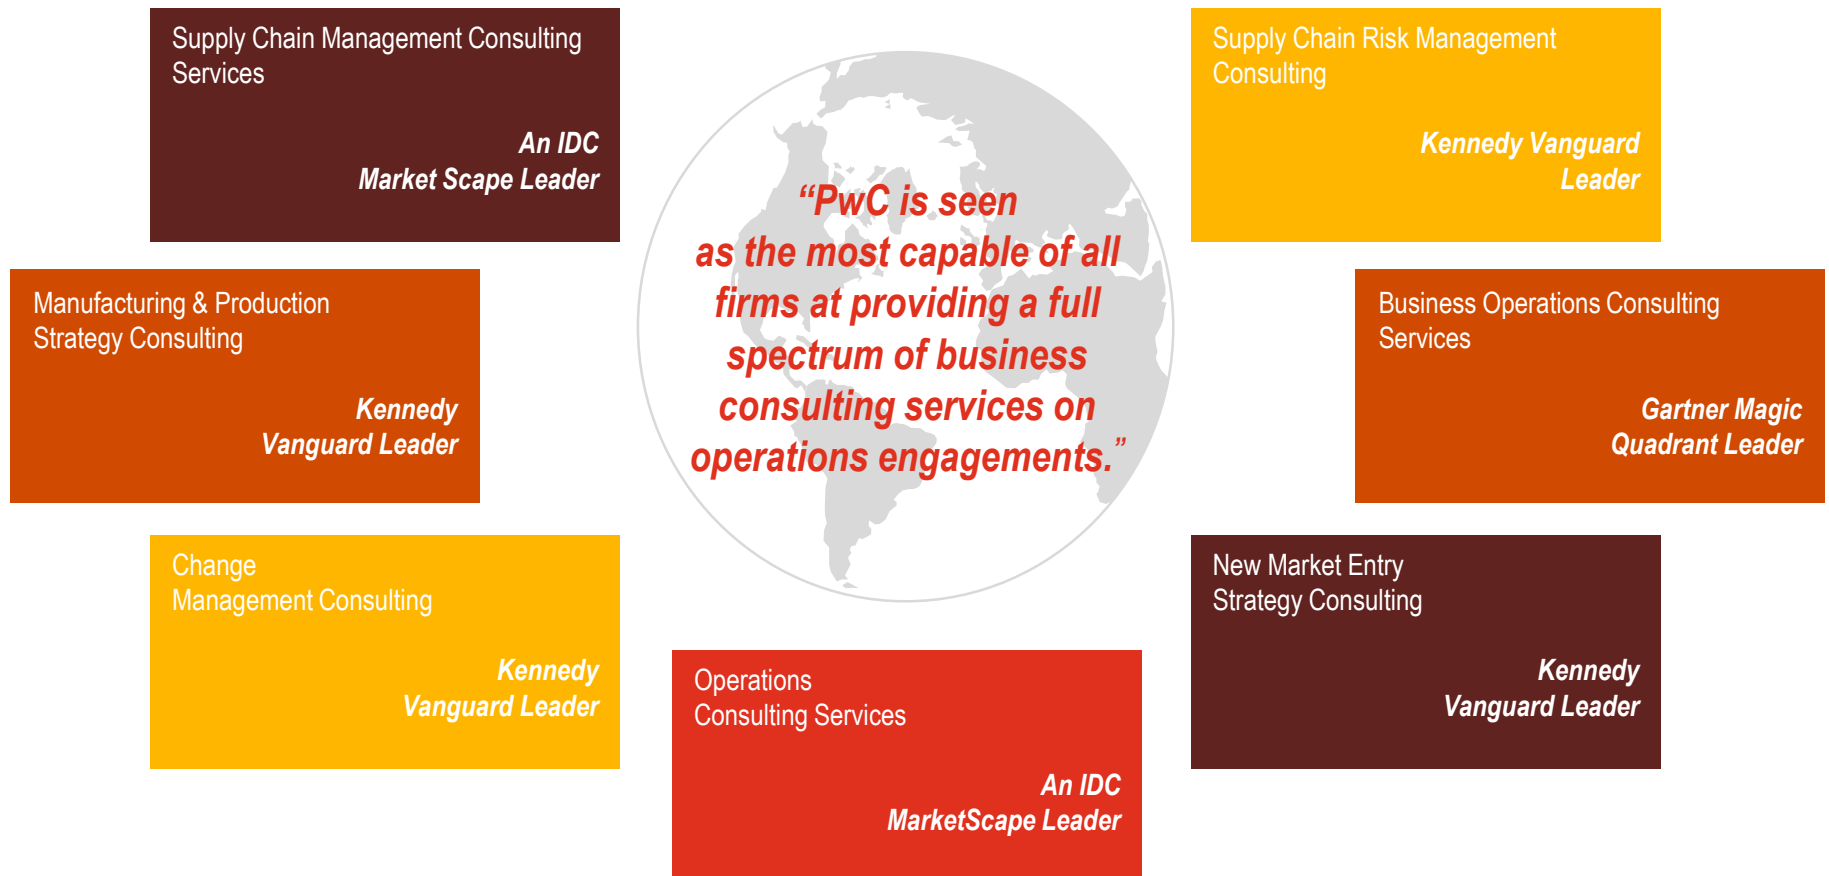 Supply Chain Management Consulting
Services
An IDC
Market Scape Leader
Supply Chain Risk Management
Consulting
Kennedy Vanguard
Leader
“PwC is seen
as the most capable of all
firms at providing a full
spectrum of business
consulting services on
operations engagements.”
Manufacturing & Production
Strategy Consulting
Kennedy
Vanguard Leader
Business Operations Consulting
Services
Gartner Magic
Quadrant Leader
Change
Management Consulting
Kennedy
Vanguard Leader
New Market Entry
Strategy Consulting
Kennedy
Vanguard Leader
Operations
Consulting Services
An IDC
MarketScape Leader